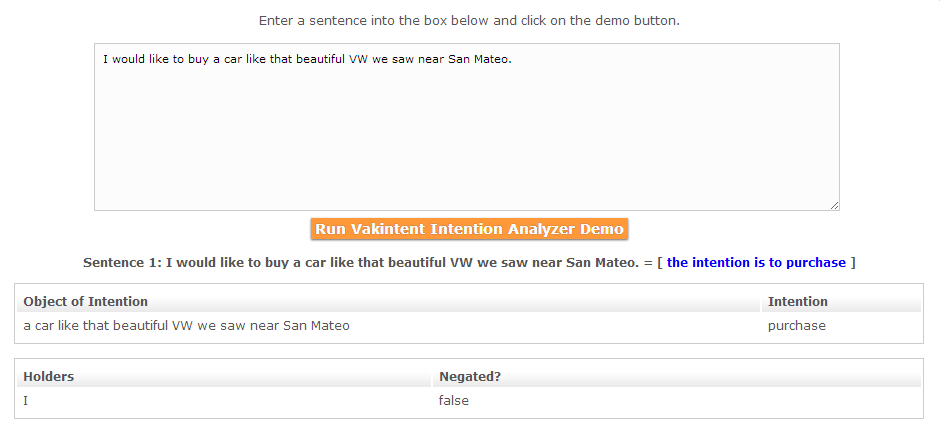 Enter a sentence into the box below and click on the demo button.
I would like to buy a car like that beautiful VW we saw near San Mateo.
Run Vakintent Intention Analyzer Demo
Sentence 1: I would like to buy a car like that beautiful VW we saw near San Mateo. = [ the intention is to purchase ]
Object of Intention Intention
a car like that beautiful VW we saw near San Mateo purchase
Holders Negated?
I false